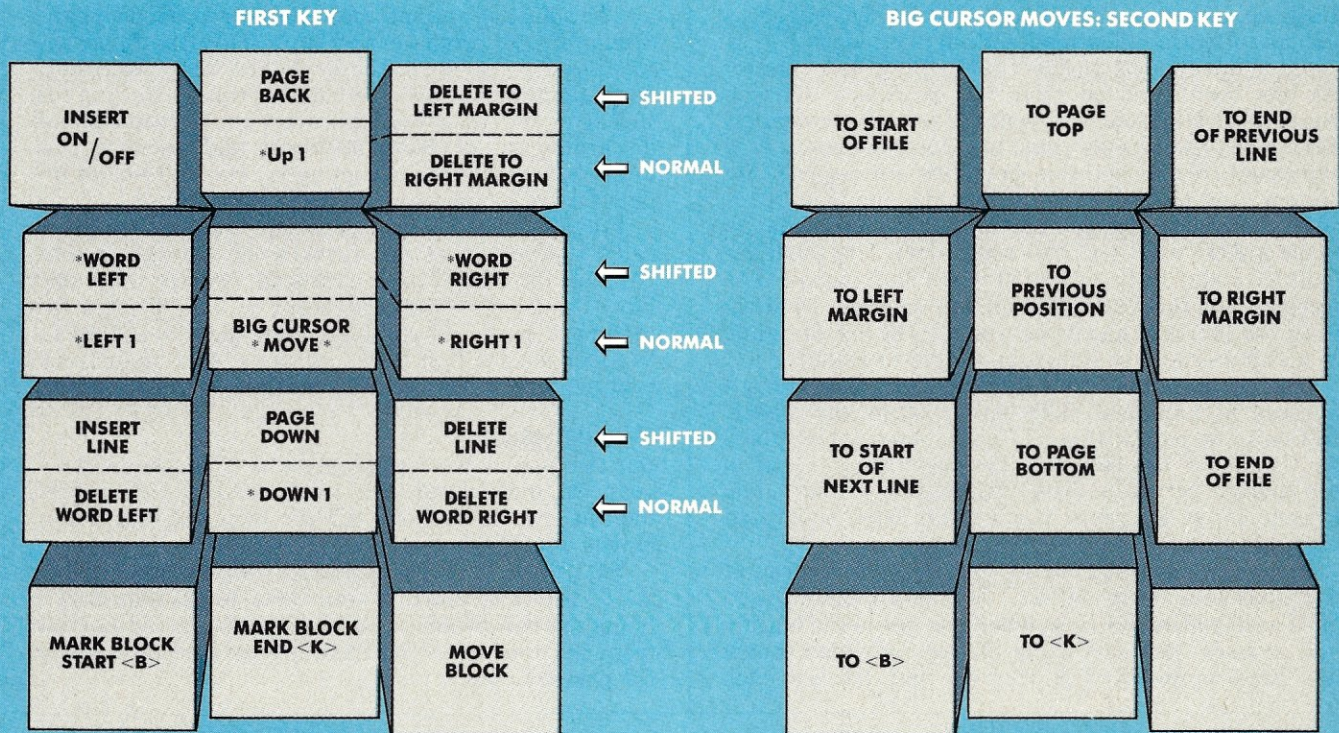 FIRST KEY
INSERT
ON/OFF
PAGE
BACK
*Up 1
DELETE TO
LEFT MARGIN
DELETE TO
RIGHT MARGIN
SHIFTED
NORMAL
*WORD
LEFT
*LEFT 1
BIG CURSOR
*MOVE*
*WORD
RIGHT
*RIGHT 1
SHIFTED
NORMAL
INSERT
LINE
DELETE
WORD LEFT
PAGE
DOWN
*DOWN 1
DELETE
LINE
DELETE
WORD RIGHT
SHIFTED
NORMAL
MARK BLOCK
START <B>
MARK BLOCK
END <K>
MOVE
BLOCK
BIG CURSOR MOVES: SECOND KEY
TO START
OF FILE
TO PAGE
TOP
TO END
OF PREVIOUS
LINE
TO LEFT
MARGIN
TO
PREVIOUS
POSITION
TO RIGHT
MARGIN
TO START
OF
NEXT LINE
TO PAGE
BOTTOM
TO END
OF FILE
TO <B>
TO <K>